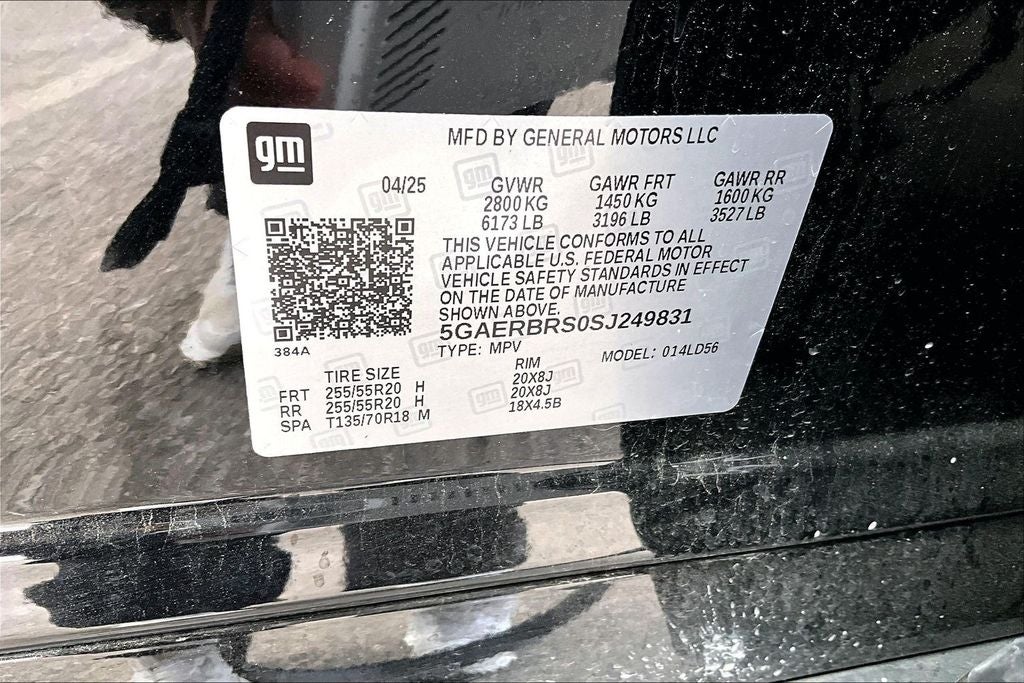 gm
MFD BY GENERAL MOTORS LLC
04/25 GVWR GAWR FRT GAWR RR
2800 KG 1450 KG 1600 KG
6173 LB 3196 LB 3527 LB
THIS VEHICLE CONFORMS TO ALL
APPLICABLE U.S. FEDERAL MOTOR
VEHICLE SAFETY STANDARDS IN EFFECT
ON THE DATE OF MANUFACTURE
SHOWN ABOVE.
5GAERBRS0SJ249831
384A TYPE: MPV MODEL: 014LD56
TIRE SIZE RIM
FRT 255/55R20 H 20X8J
RR 255/55R20 H 20X8J
SPA T135/70R18 M 18X4.5B